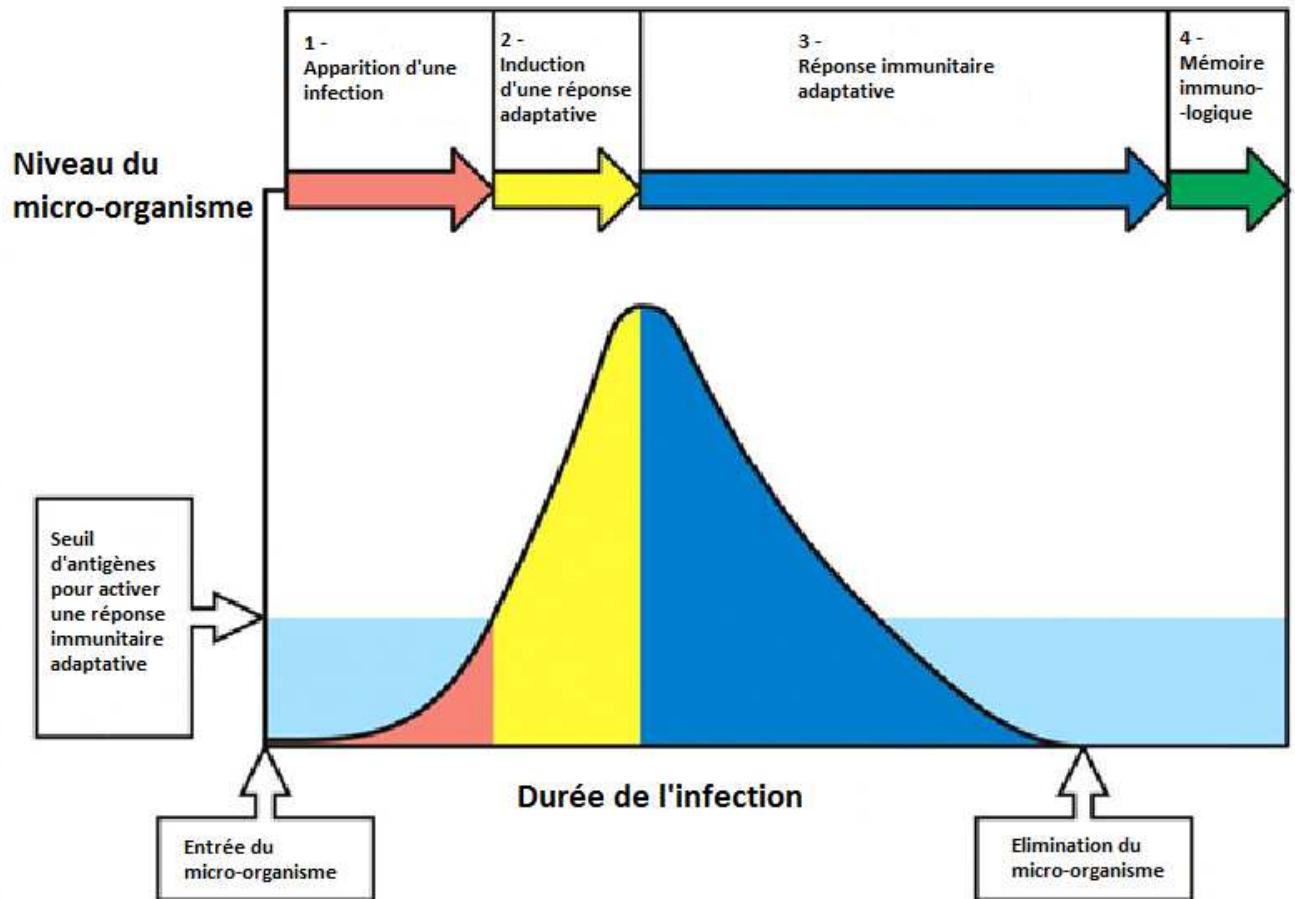 1 -
Apparition d'une
infection
2 -
Induction
d'une réponse
adaptative
3 -
Réponse immunitaire
adaptative
4 -
Mémoire
immuno-
-logique
Niveau du
micro-organisme
Seuil
d'antigènes
pour activer
une réponse
immunitaire
adaptative
Durée de l'infection
Entrée du
micro-organisme
Elimination du
micro-organisme